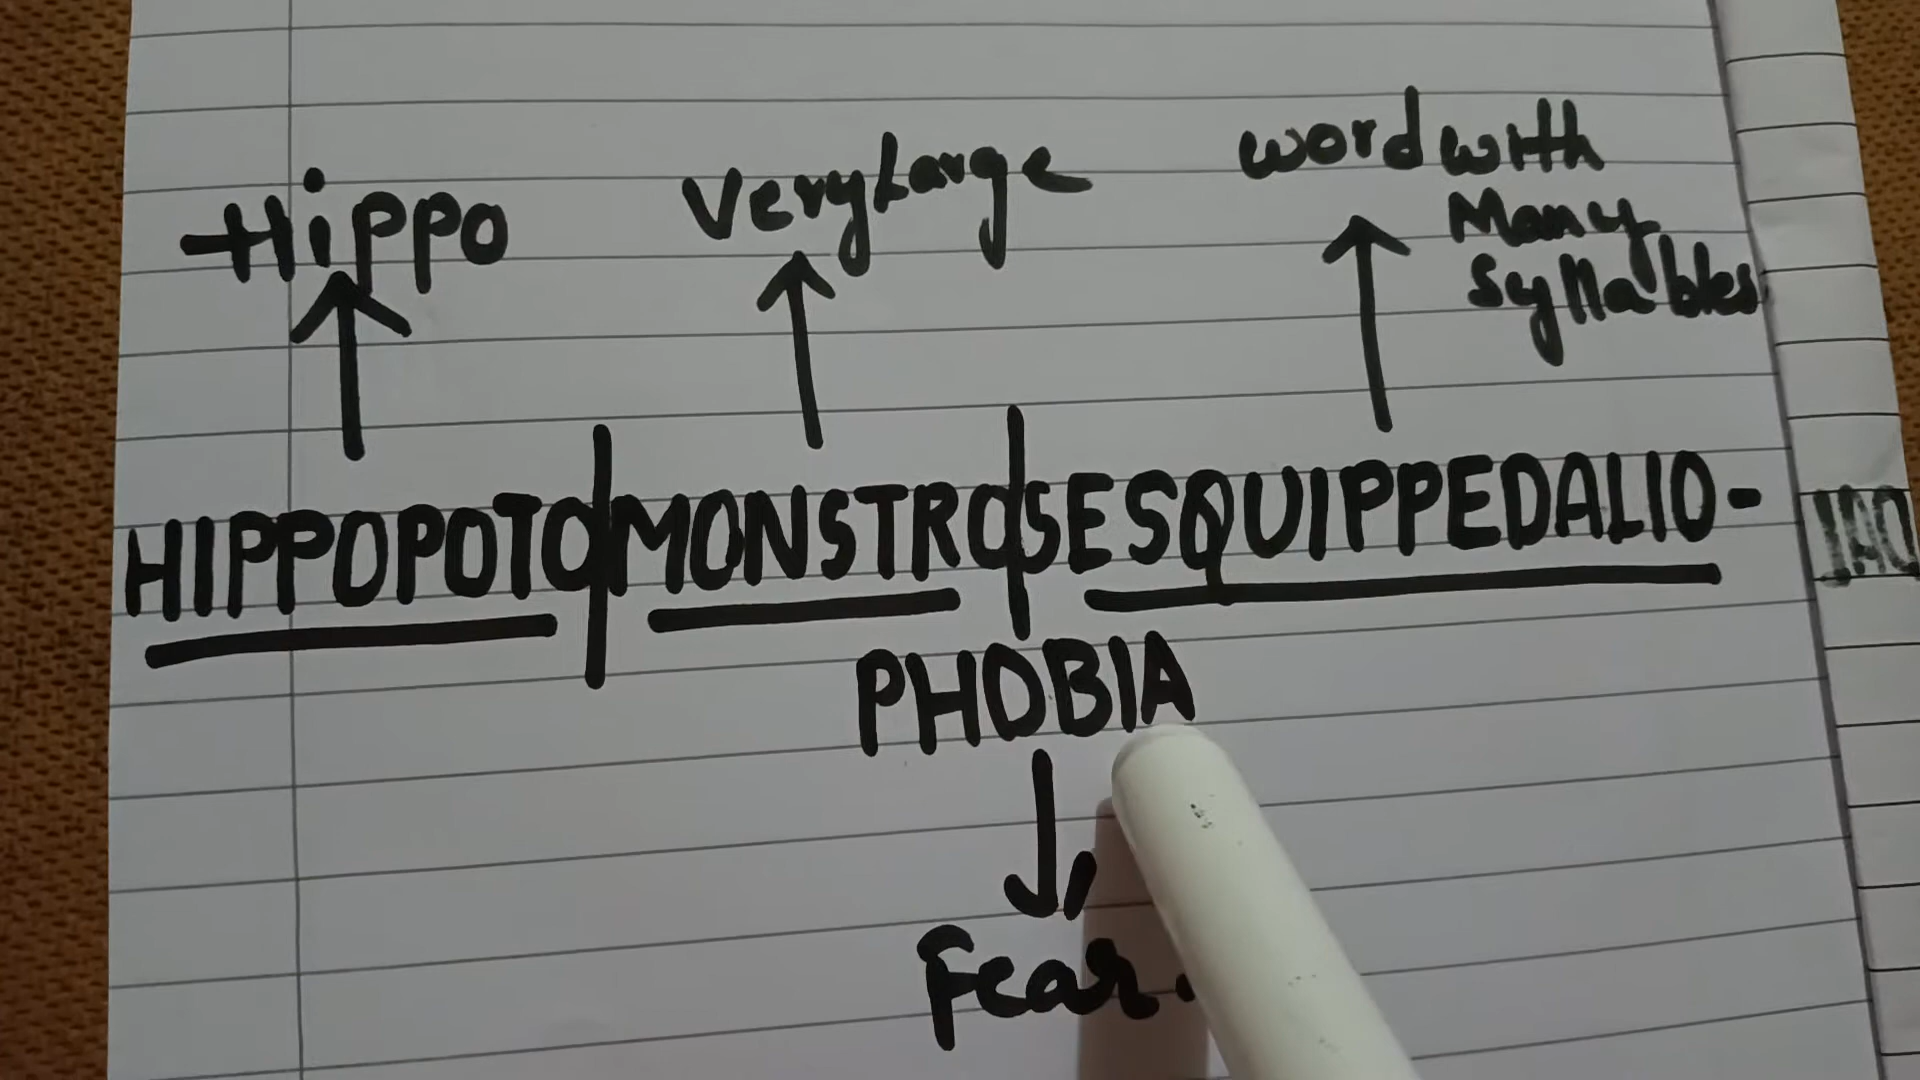 Hippo
Very Large
word with
Many
Syllables
HIPPOPOTOMONSTROSESQUIPPEDALIO-
PHOBIA
Fear.